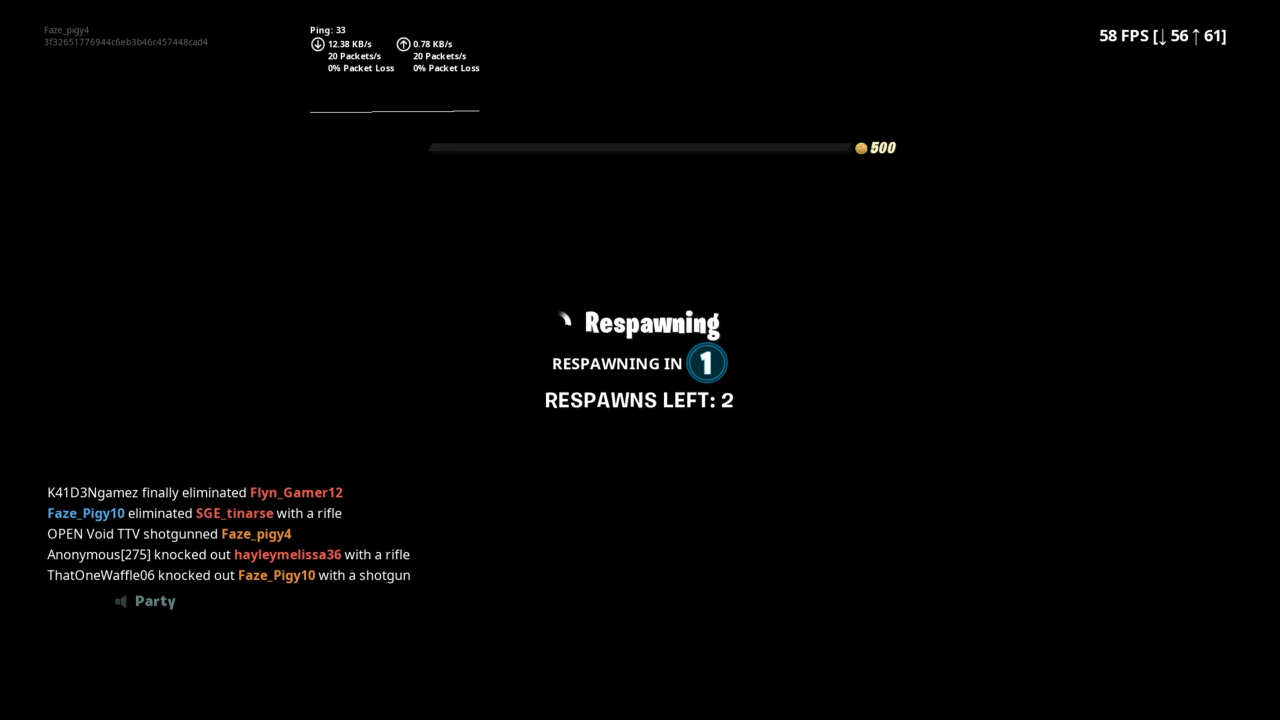 Faze_pigy4
3f32651776944c6eb3b46c457448cad4
Ping: 33
12.38 KB/s 0.78 KB/s
20 Packets/s 20 Packets/s
0% Packet Loss 0% Packet Loss
58 FPS [↓ 56 ↑ 61]
500
Respawning
RESPAWNING IN 1
RESPAWNS LEFT: 2
K41D3Ngamez finally eliminated Flyn_Gamer12
Faze_Pigy10 eliminated SGE_tinarse with a rifle
OPEN Void TTV shotgunned Faze_pigy4
Anonymous[275] knocked out hayleymelissa36 with a rifle
ThatOneWaffle06 knocked out Faze_Pigy10 with a shotgun
Party